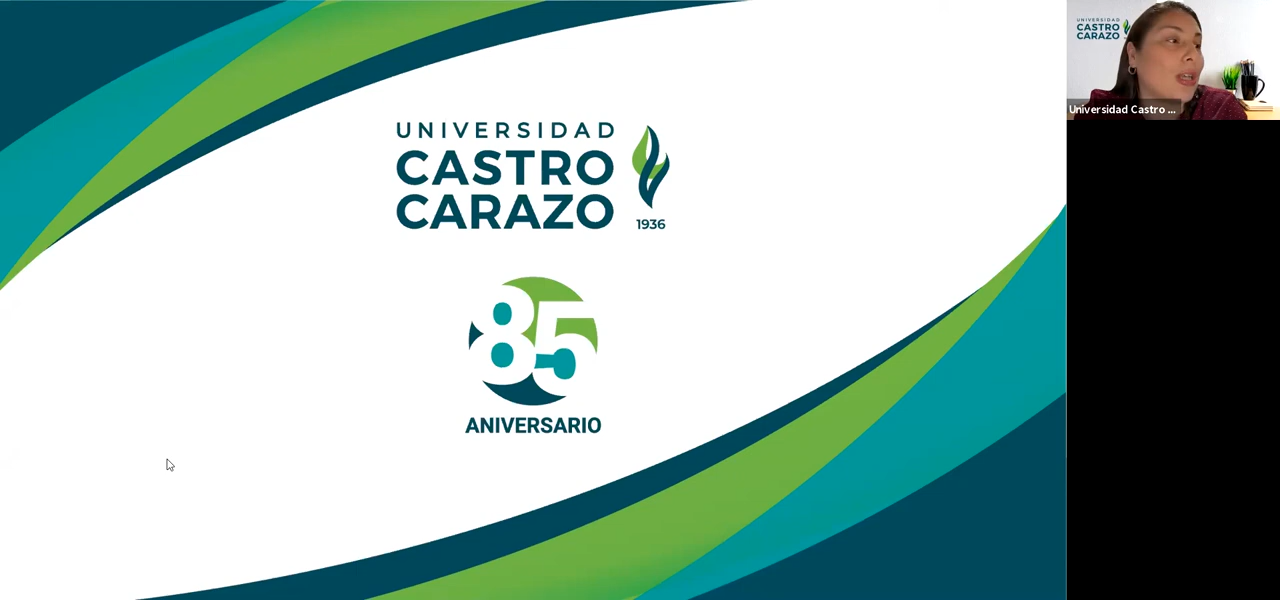 UNIVERSIDAD
CASTRO
CARAZO
1936
85
ANIVERSARIO
UNIVERSIDAD
CASTRO
CARAZO
Universidad Castro ...